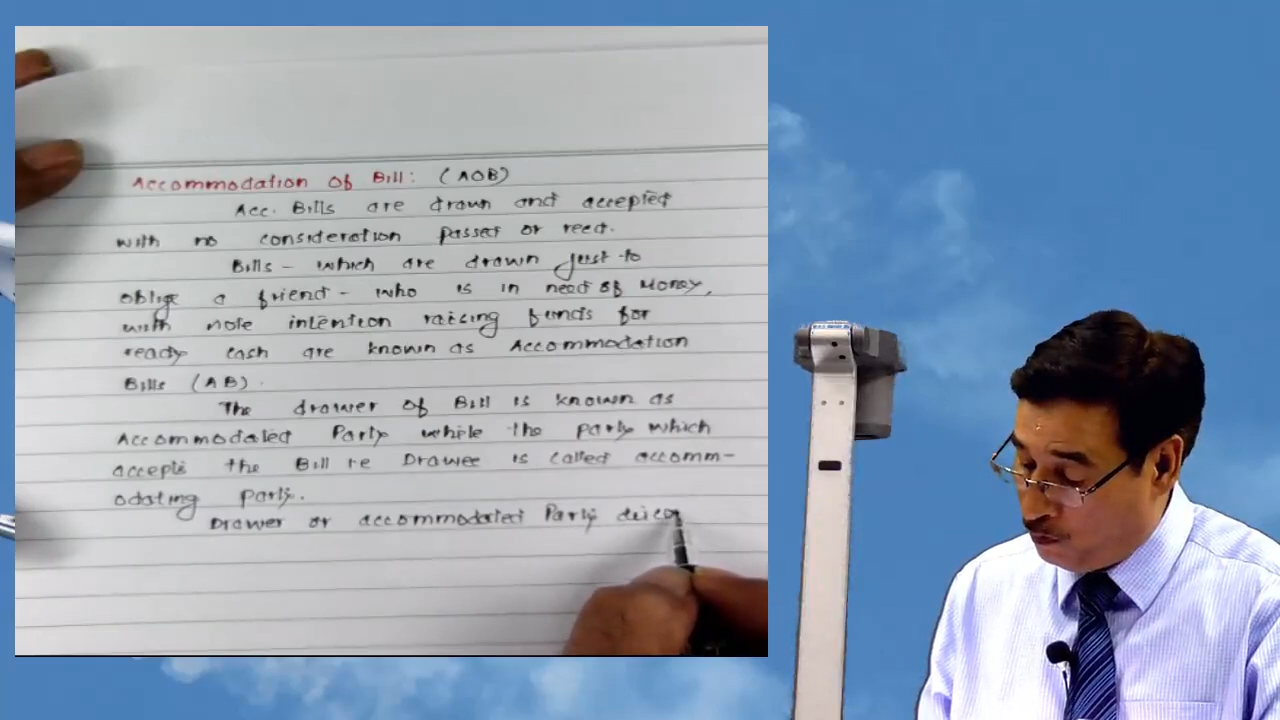 Accommodation of Bill: (AOB)
Acc. Bills are drawn and accepted
with no consideration passed or recd.
Bills - which are drawn just to
oblige a friend - who is in need of Money,
with note intention raising funds for
ready cash are known as Accommodation
Bills (AB).
The drawer of Bill is known as
Accommodated Party while the party which
accepts the Bill ie Drawee is called accomm-
odating party.
Drawer or accommodated Party disco